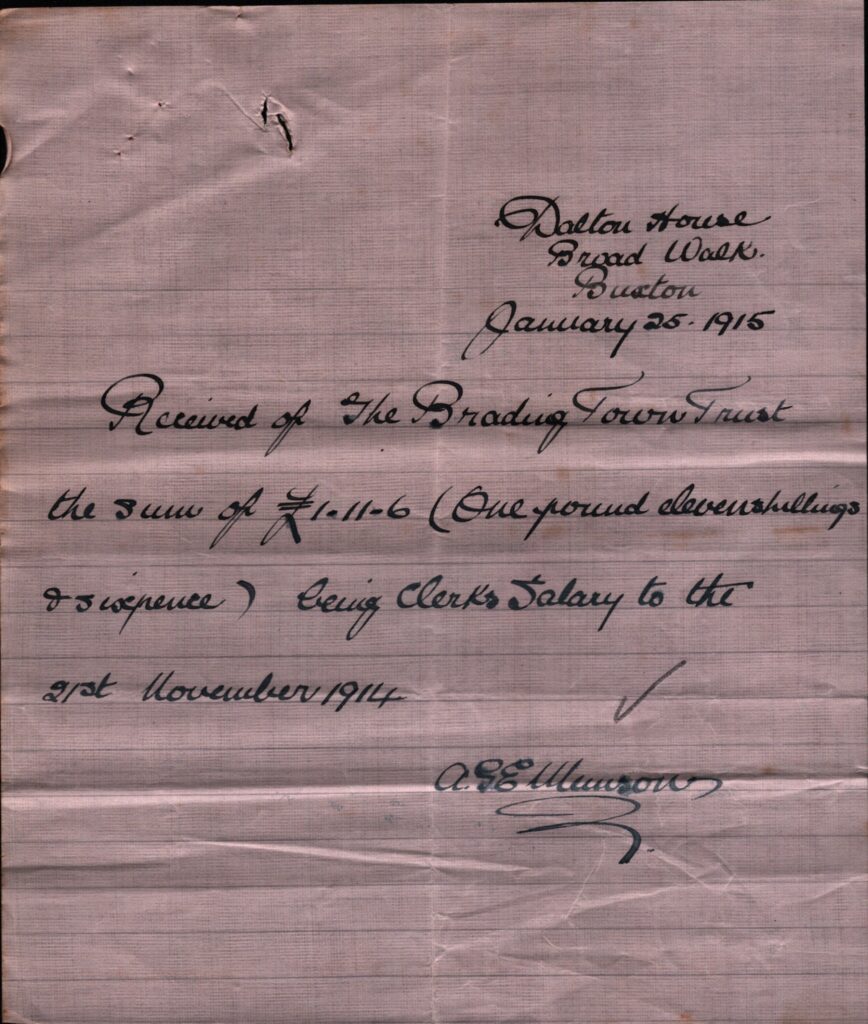 Dalton House
Broad Walk.
Buxton
January 25. 1915
Received of The Brading Town Trust
the sum of £1-11-6 (One pound eleven shillings
& sixpence) being Clerks Salary to the
21st November 1914
A.G.E Munson